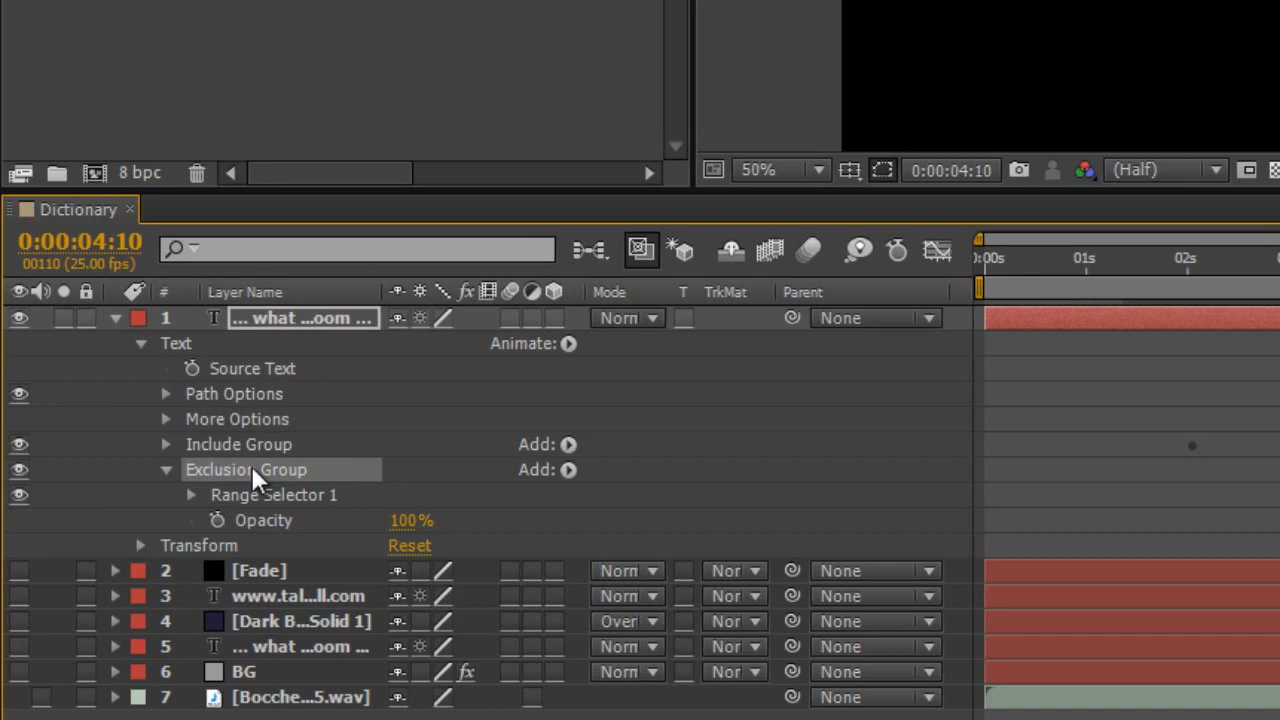 8 bpc
50%
0:00:04:10
(Half)
Dictionary ×
0:00:04:10
00110 (25.00 fps)
:00s 01s 02s
# Layer Name fx Mode T TrkMat Parent
1 T ... what ...oom ... Norn None
Text Animate:
Source Text
Path Options
More Options
Include Group Add:
Exclusion Group Add:
Range Selector 1
Opacity 100%
Transform Reset
2 [Fade] Norn Nor None
3 T www.tal...ll.com Norn Nor None
4 [Dark B...Solid 1] Over Nor None
5 T ... what ...oom ... Norn Nor None
6 BG fx Norn Nor None
7 [Bocche...5.wav] None